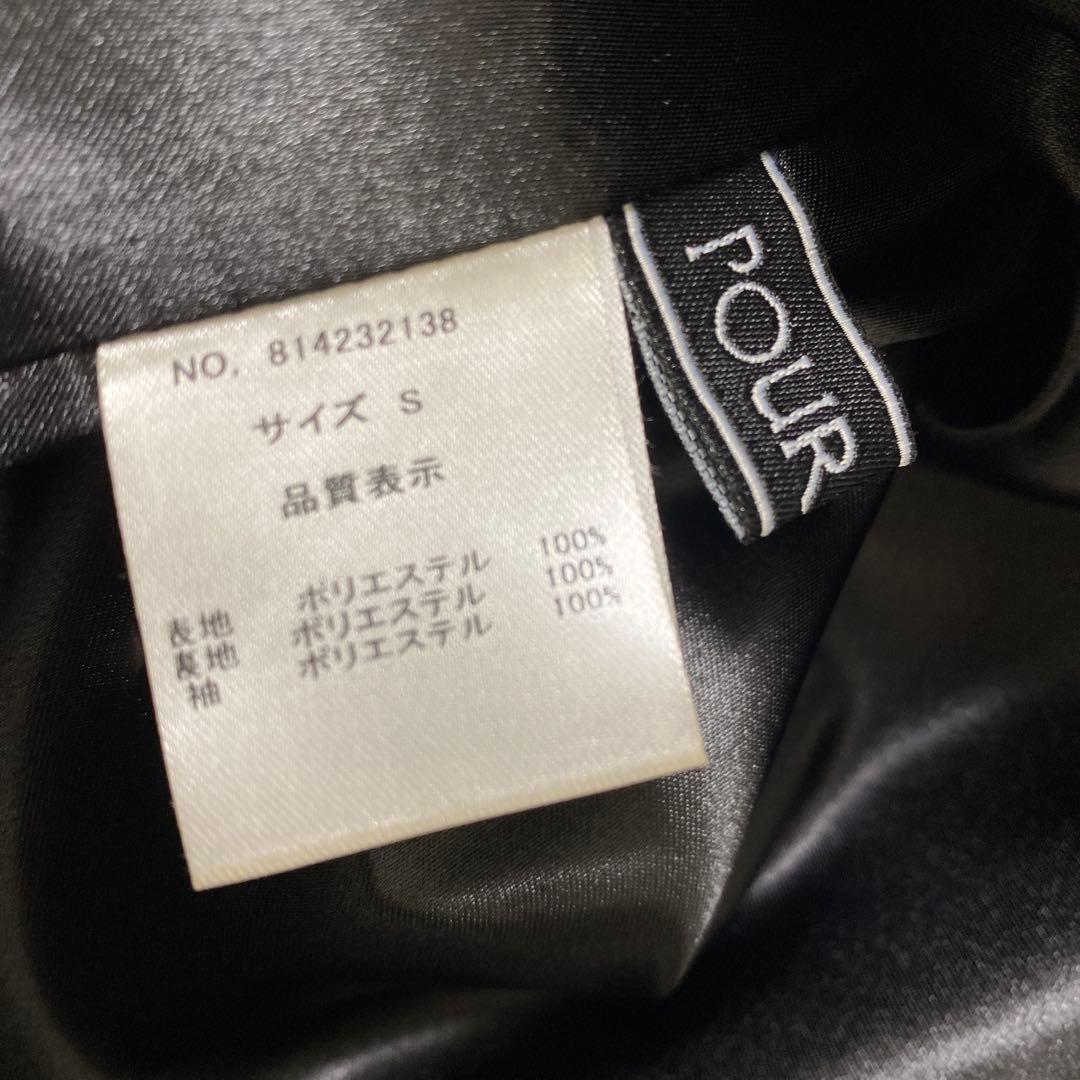 NO. 814232138
サイズ S
品質表示
表地 ポリエステル 100%
裏地 ポリエステル 100%
袖 ポリエステル 100%
POUR